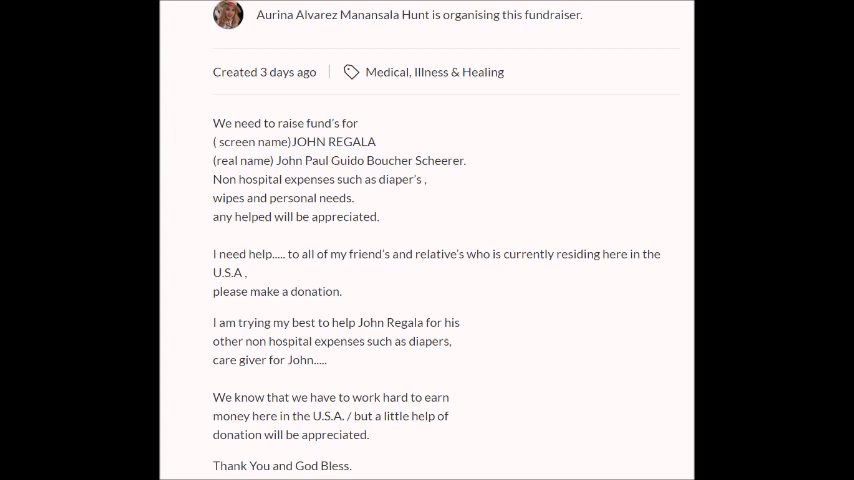 Aurina Alvarez Manansala Hunt is organising this fundraiser.
Created 3 days ago
Medical, Illness & Healing
We need to raise fund's for
( screen name)JOHN REGALA
(real name) John Paul Guido Boucher Scheerer.
Non hospital expenses such as diaper's ,
wipes and personal needs.
any helped will be appreciated.
I need help..... to all of my friend's and relative's who is currently residing here in the
U.S.A ,
please make a donation.
I am trying my best to help John Regala for his
other non hospital expenses such as diapers,
care giver for John.....
We know that we have to work hard to earn
money here in the U.S.A. / but a little help of
donation will be appreciated.
Thank You and God Bless.